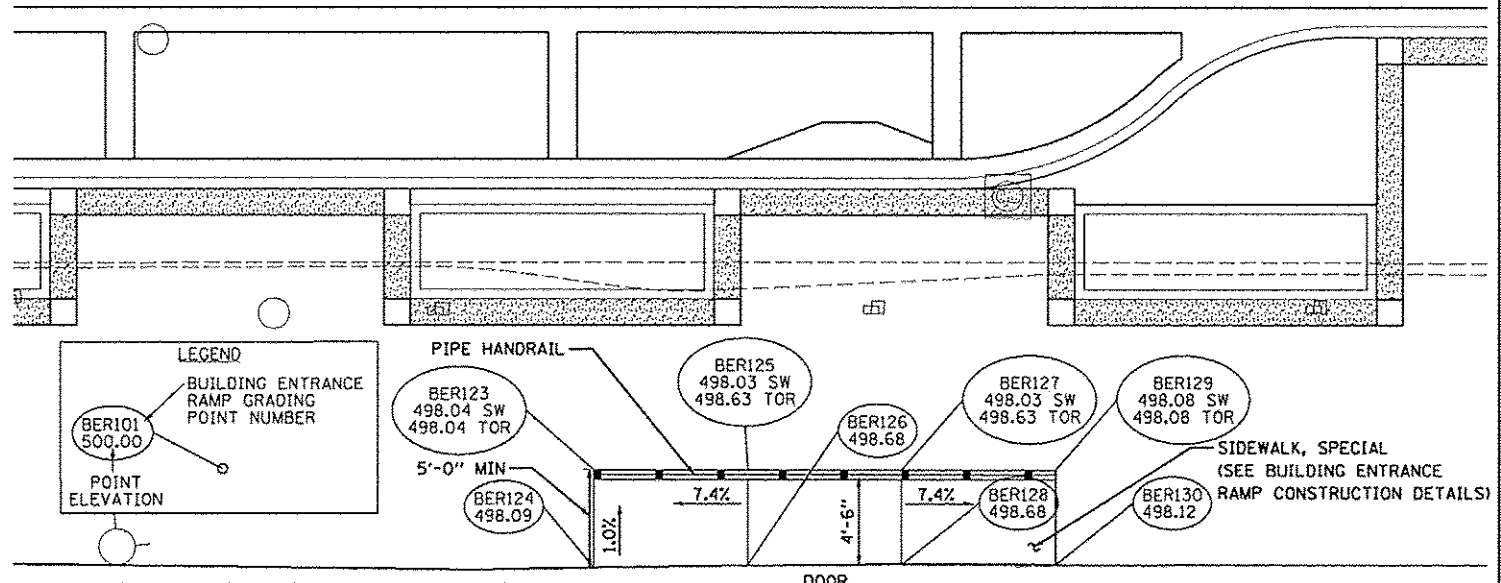 LEGEND
BUILDING ENTRANCE
RAMP GRADING
POINT NUMBER
BER101
500.00
POINT
ELEVATION
PIPE HANDRAIL
BER123
498.04 SW
498.04 TOR
BER125
498.03 SW
498.63 TOR
BER126
498.68
BER127
498.03 SW
498.63 TOR
BER129
498.08 SW
498.08 TOR
5'-0" MIN
BER124
498.09
1.0%
7.4%
4'-6"
7.4%
BER128
498.68
BER130
498.12
SIDEWALK, SPECIAL
(SEE BUILDING ENTRANCE
RAMP CONSTRUCTION DETAILS)
DOOR